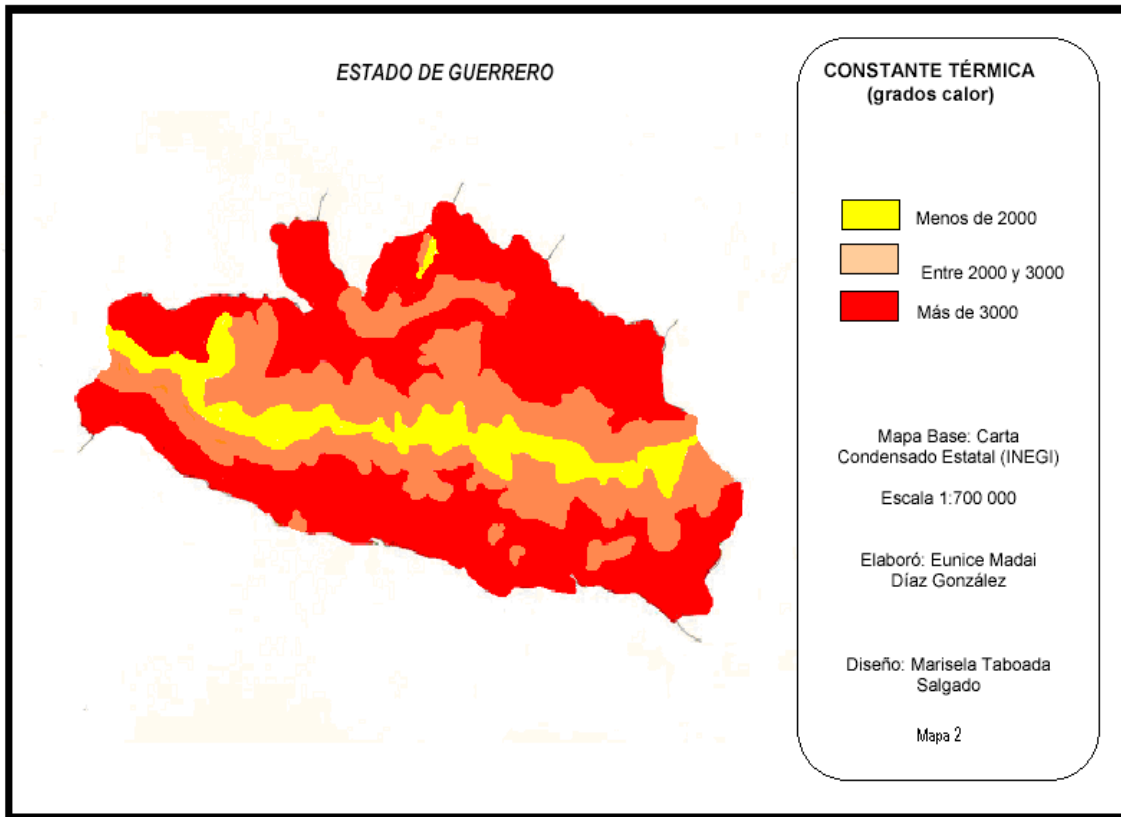 ESTADO DE GUERRERO
CONSTANTE TÉRMICA
(grados calor)
Menos de 2000
Entre 2000 y 3000
Más de 3000
Mapa Base: Carta
Condensado Estatal (INEGI)
Escala 1:700 000
Elaboró: Eunice Madai
Díaz González
Diseño: Marisela Taboada
Salgado
Mapa 2